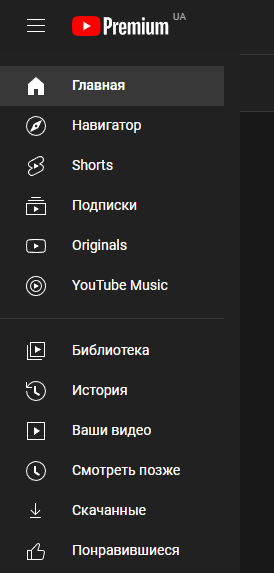 Premium UA
Главная
Навигатор
Shorts
Подписки
Originals
YouTube Music
Библиотека
История
Ваши видео
Смотреть позже
Скачанные
Понравившиеся